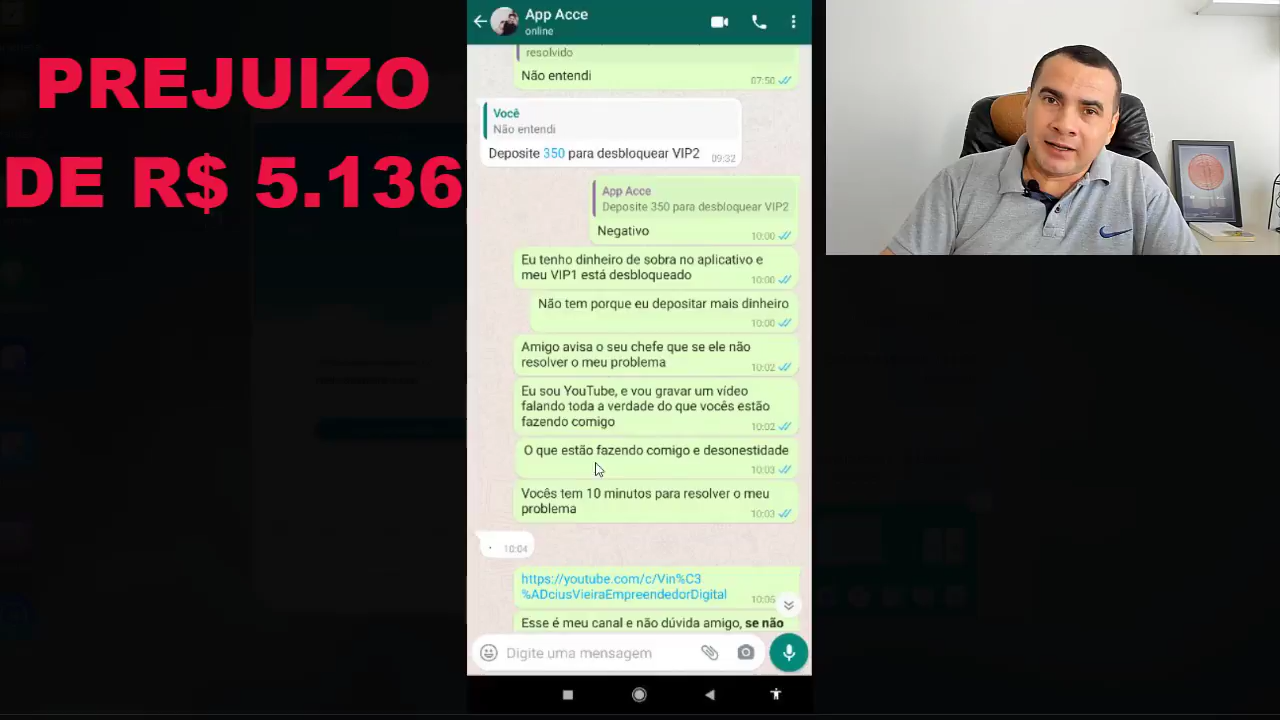 PREJUIZO
DE R$ 5.136
App Acce
online
resolvido
Não entendi
07:50
Você
Não entendi
Deposite 350 para desbloquear VIP2
09:32
App Acce
Deposite 350 para desbloquear VIP2
Negativo
10:00
Eu tenho dinheiro de sobra no aplicativo e
meu VIP1 está desbloqueado
10:00
Não tem porque eu depositar mais dinheiro
10:00
Amigo avisa o seu chefe que se ele não
resolver o meu problema
10:02
Eu sou YouTube, e vou gravar um vídeo
falando toda a verdade do que vocês estão
fazendo comigo
10:02
O que estão fazendo comigo e desonestidade
10:03
Vocês tem 10 minutos para resolver o meu
problema
10:03
.
10:04
https://youtube.com/c/Vin%C3
%ADciusVieiraEmpreendedorDigital
10:05
Esse é meu canal e não dúvida amigo, se não
Digite uma mensagem